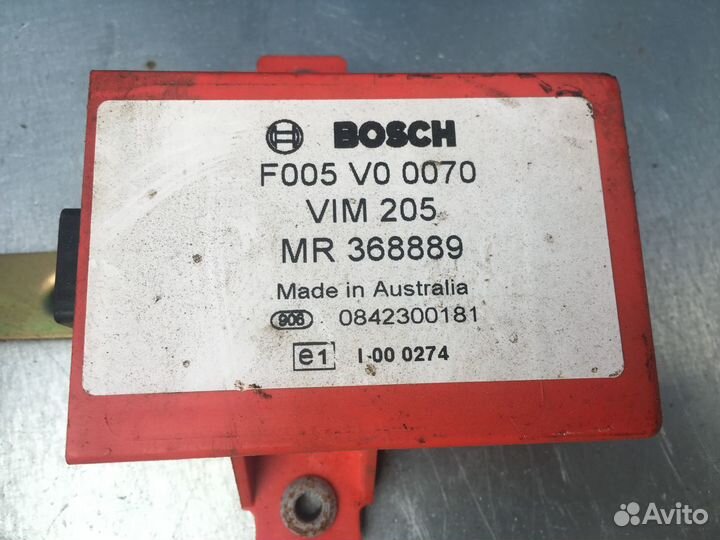 BOSCH
F005 V0 0070
VIM 205
MR 368889
Made in Australia
906 0842300181
e1 I-00 0274
Avito